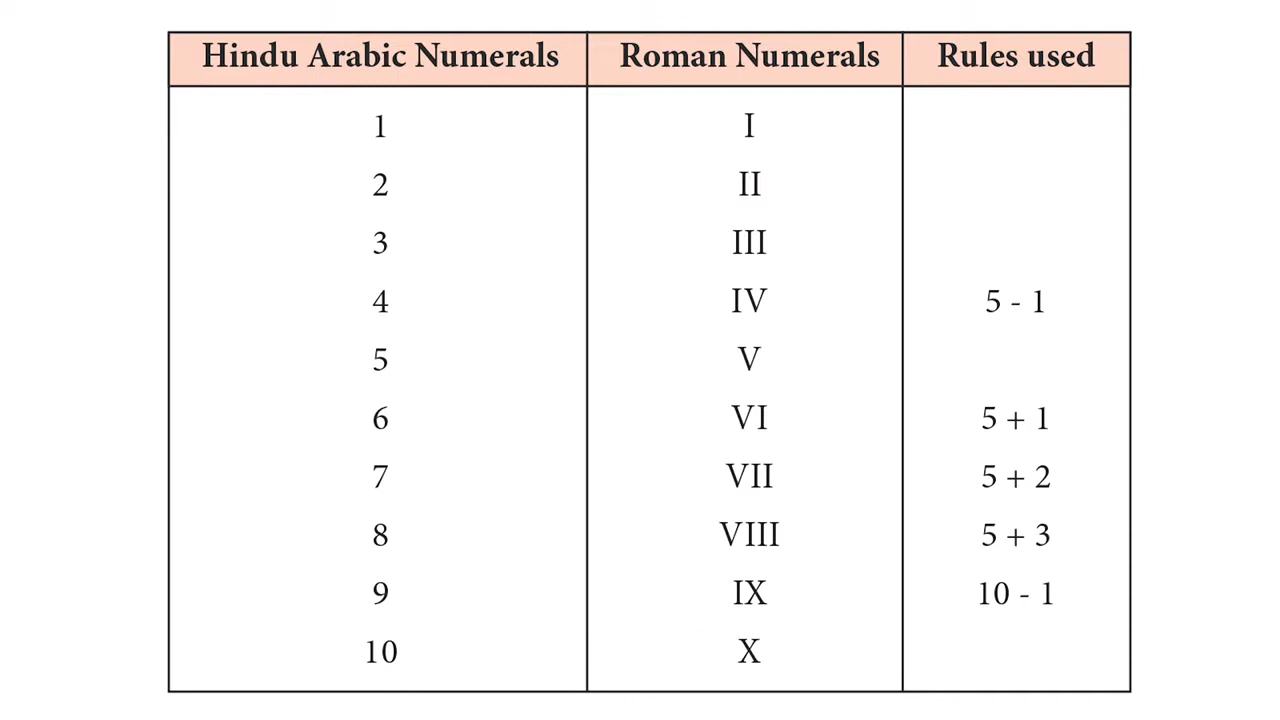 Hindu Arabic Numerals Roman Numerals Rules used
1 I
2 II
3 III
4 IV 5 - 1
5 V
6 VI 5 + 1
7 VII 5 + 2
8 VIII 5 + 3
9 IX 10 - 1
10 X